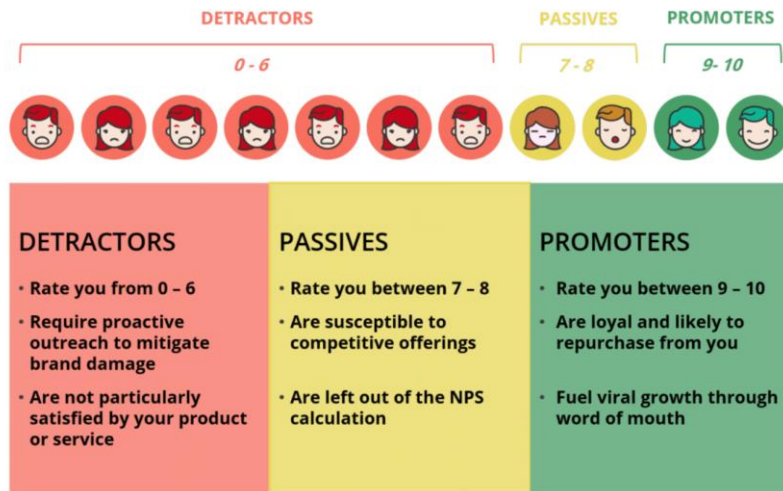 DETRACTORS PASSIVES PROMOTERS
0 - 6 7 - 8 9- 10
DETRACTORS
• Rate you from 0 – 6
• Require proactive
outreach to mitigate
brand damage
• Are not particularly
satisfied by your product
or service
PASSIVES
• Rate you between 7 – 8
• Are susceptible to
competitive offerings
• Are left out of the NPS
calculation
PROMOTERS
• Rate you between 9 – 10
• Are loyal and likely to
repurchase from you
• Fuel viral growth through
word of mouth